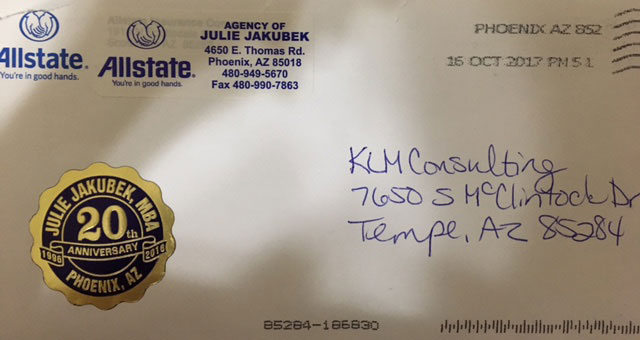 Allstate®
You're in good hands.
Allstate®
You're in good hands.
AGENCY OF
JULIE JAKUBEK
4650 E. Thomas Rd.
Phoenix, AZ 85018
480-949-5670
Fax 480-990-7863
PHOENIX AZ 852
16 OCT 2017 PM 5 L
KLM Consulting
7650 S McClintock Dr
Tempe, AZ 85284
JULIE JAKUBEK, MBA
20th
ANNIVERSARY
1996 2016
PHOENIX, AZ
85284-186830